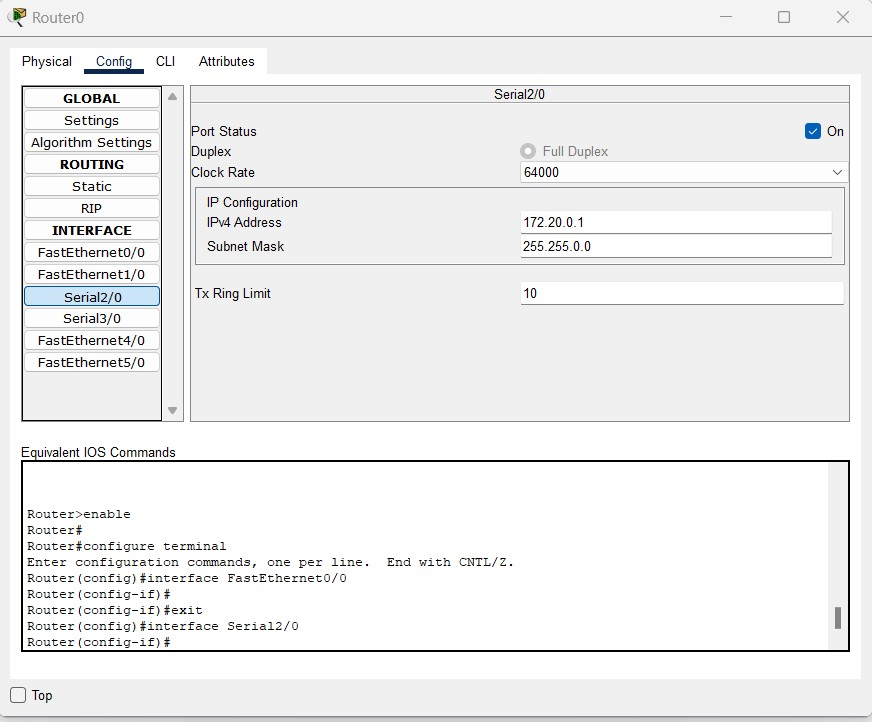 Router0
Physical Config CLI Attributes
GLOBAL
Settings
Algorithm Settings
ROUTING
Static
RIP
INTERFACE
FastEthernet0/0
FastEthernet1/0
Serial2/0
Serial3/0
FastEthernet4/0
FastEthernet5/0
Serial2/0
Port Status On
Duplex Full Duplex
Clock Rate 64000
IP Configuration
IPv4 Address 172.20.0.1
Subnet Mask 255.255.0.0
Tx Ring Limit 10
Equivalent IOS Commands
Router>enable
Router#
Router#configure terminal
Enter configuration commands, one per line.  End with CNTL/Z.
Router(config)#interface FastEthernet0/0
Router(config-if)#
Router(config-if)#exit
Router(config)#interface Serial2/0
Router(config-if)#
Top